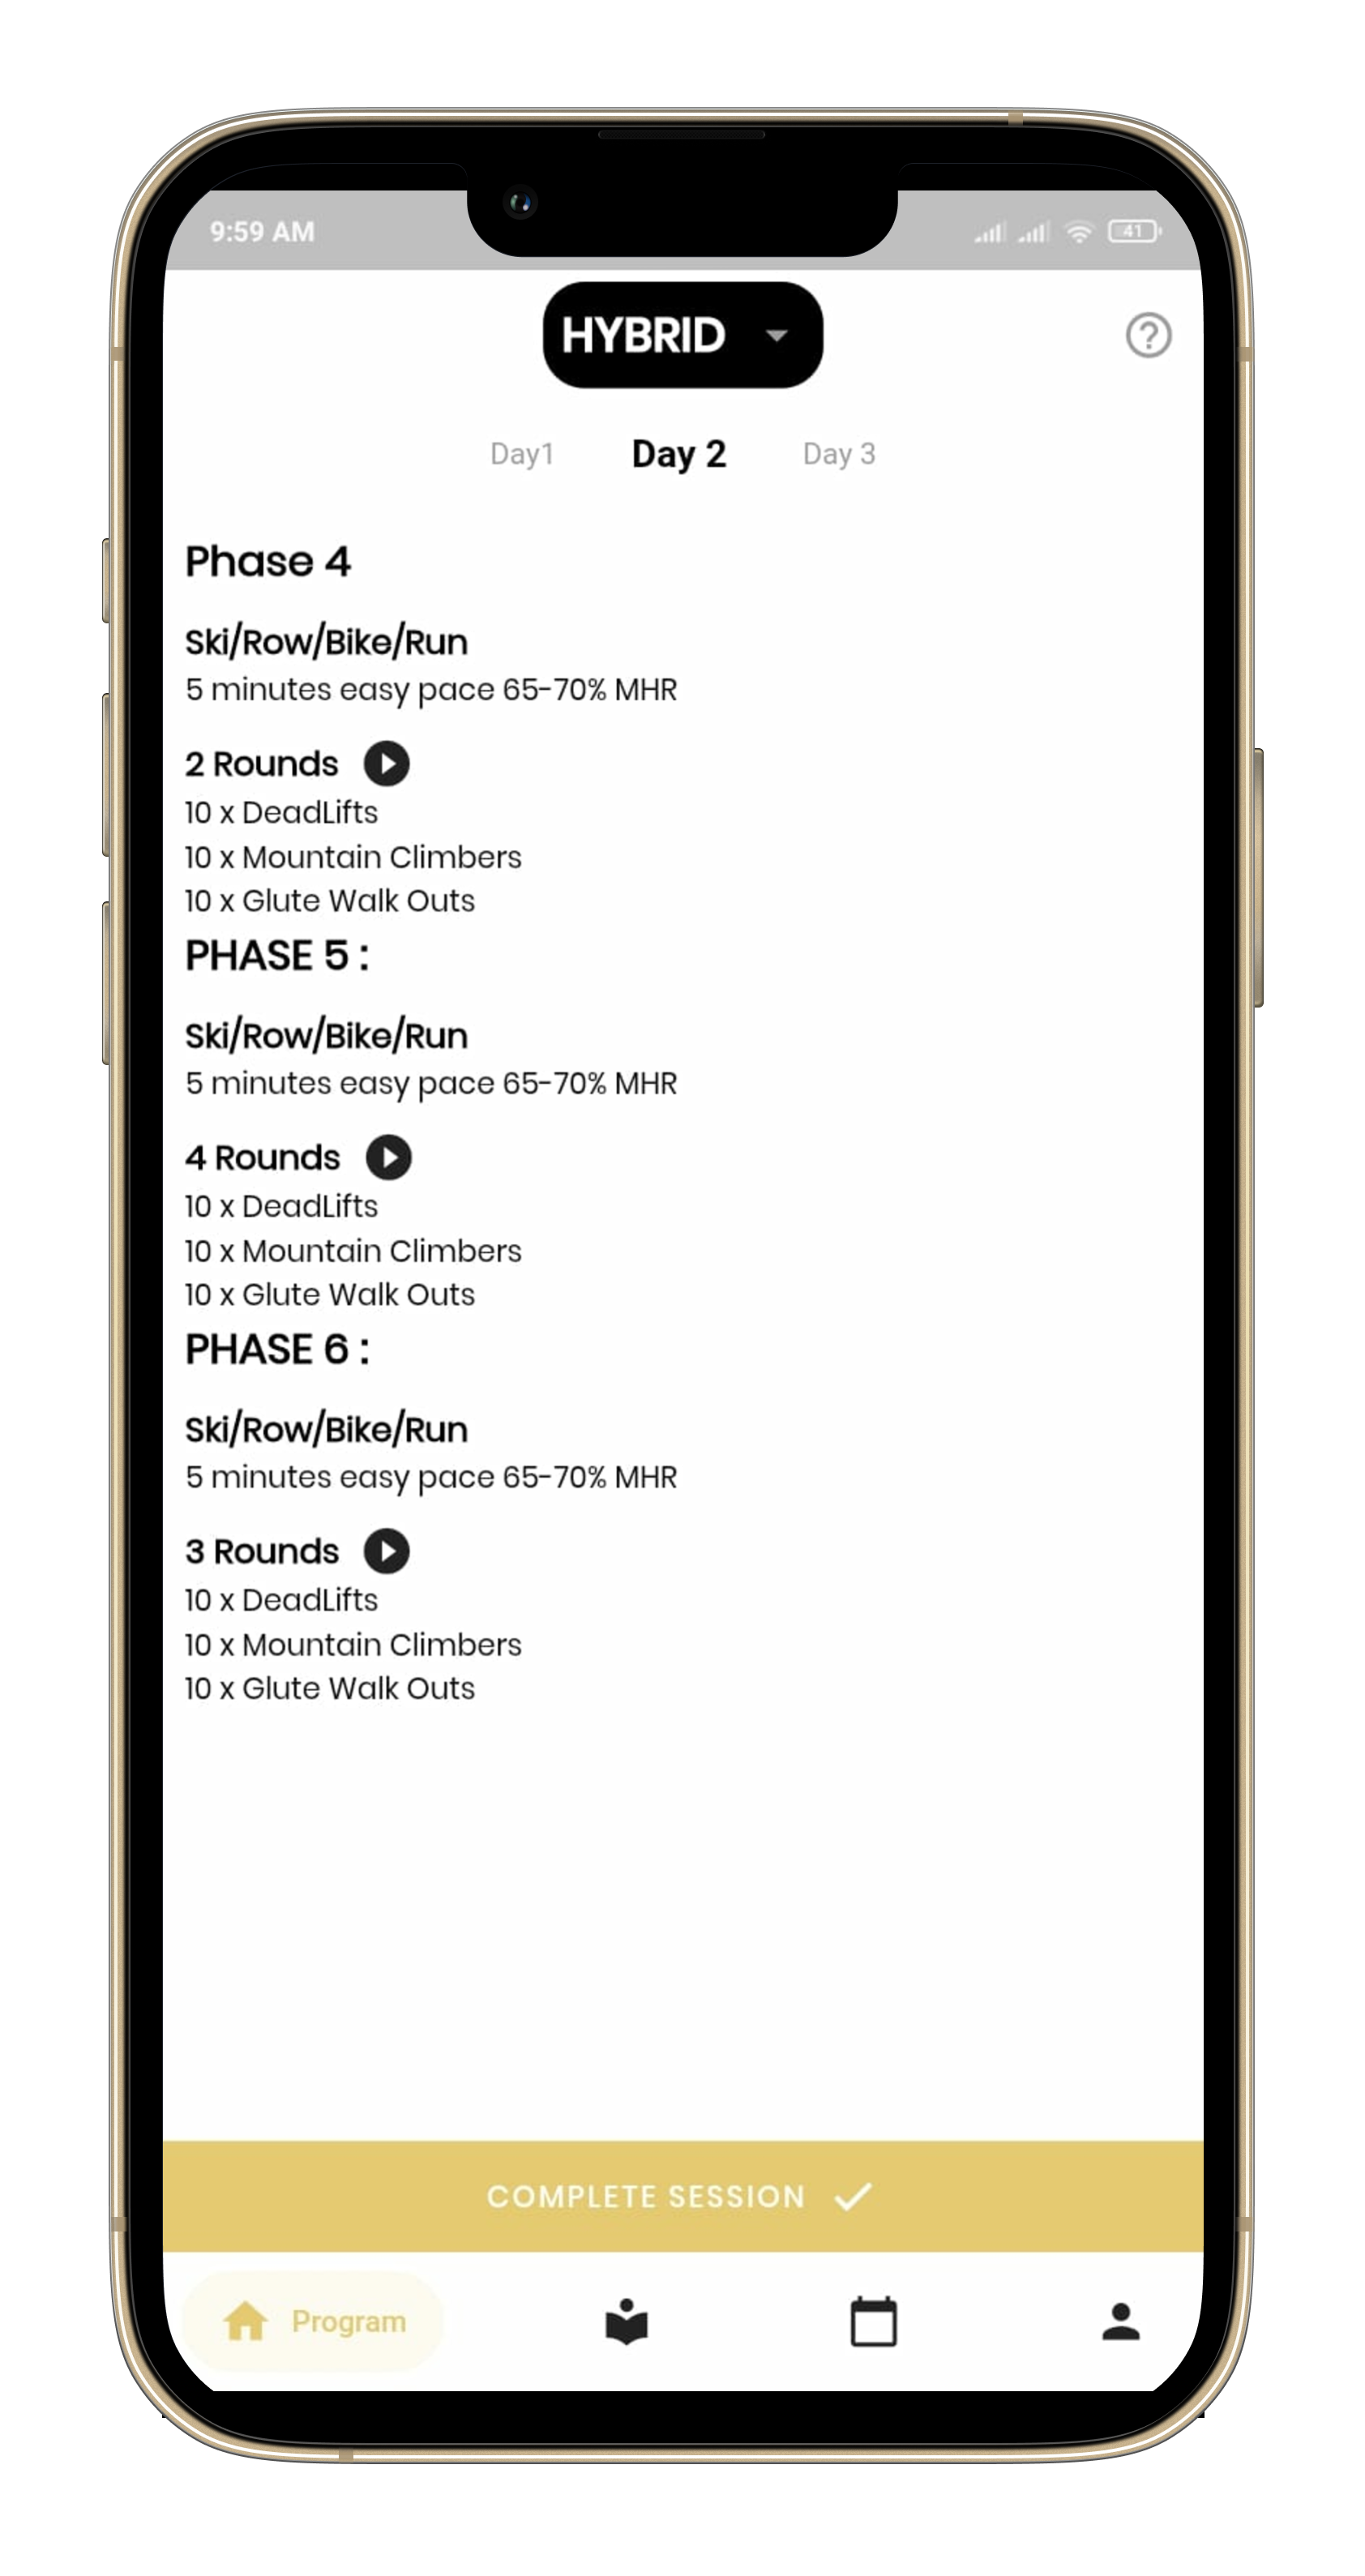 9:59 AM
41
HYBRID
Day1 Day 2 Day 3
Phase 4
Ski/Row/Bike/Run
5 minutes easy pace 65-70% MHR
2 Rounds
10 x DeadLifts
10 x Mountain Climbers
10 x Glute Walk Outs
PHASE 5 :
Ski/Row/Bike/Run
5 minutes easy pace 65-70% MHR
4 Rounds
10 x DeadLifts
10 x Mountain Climbers
10 x Glute Walk Outs
PHASE 6 :
Ski/Row/Bike/Run
5 minutes easy pace 65-70% MHR
3 Rounds
10 x DeadLifts
10 x Mountain Climbers
10 x Glute Walk Outs
COMPLETE SESSION
Program